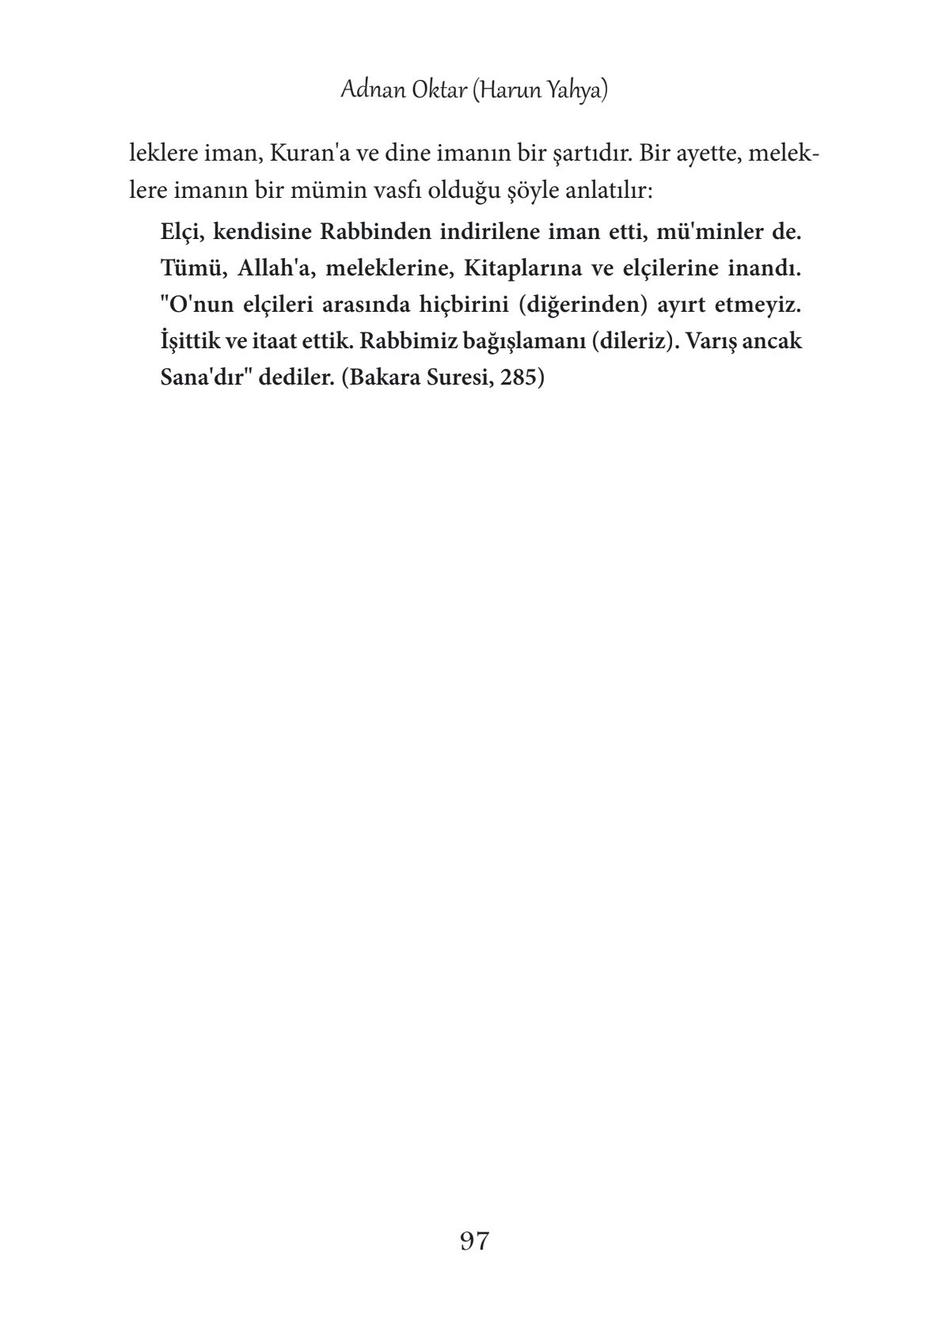 Adnan Oktar (Harun Yahya)
leklere iman, Kuran'a ve dine imanın bir şartıdır. Bir ayette, melek-
lere imanın bir mümin vasfı olduğu şöyle anlatılır:
Elçi, kendisine Rabbinden indirilene iman etti, mü'minler de.
Tümü, Allah'a, meleklerine, Kitaplarına ve elçilerine inandı.
"O'nun elçileri arasında hiçbirini (diğerinden) ayırt etmeyiz.
İşittik ve itaat ettik. Rabbimiz bağışlamanı (dileriz). Varış ancak
Sana'dır" dediler. (Bakara Suresi, 285)
97